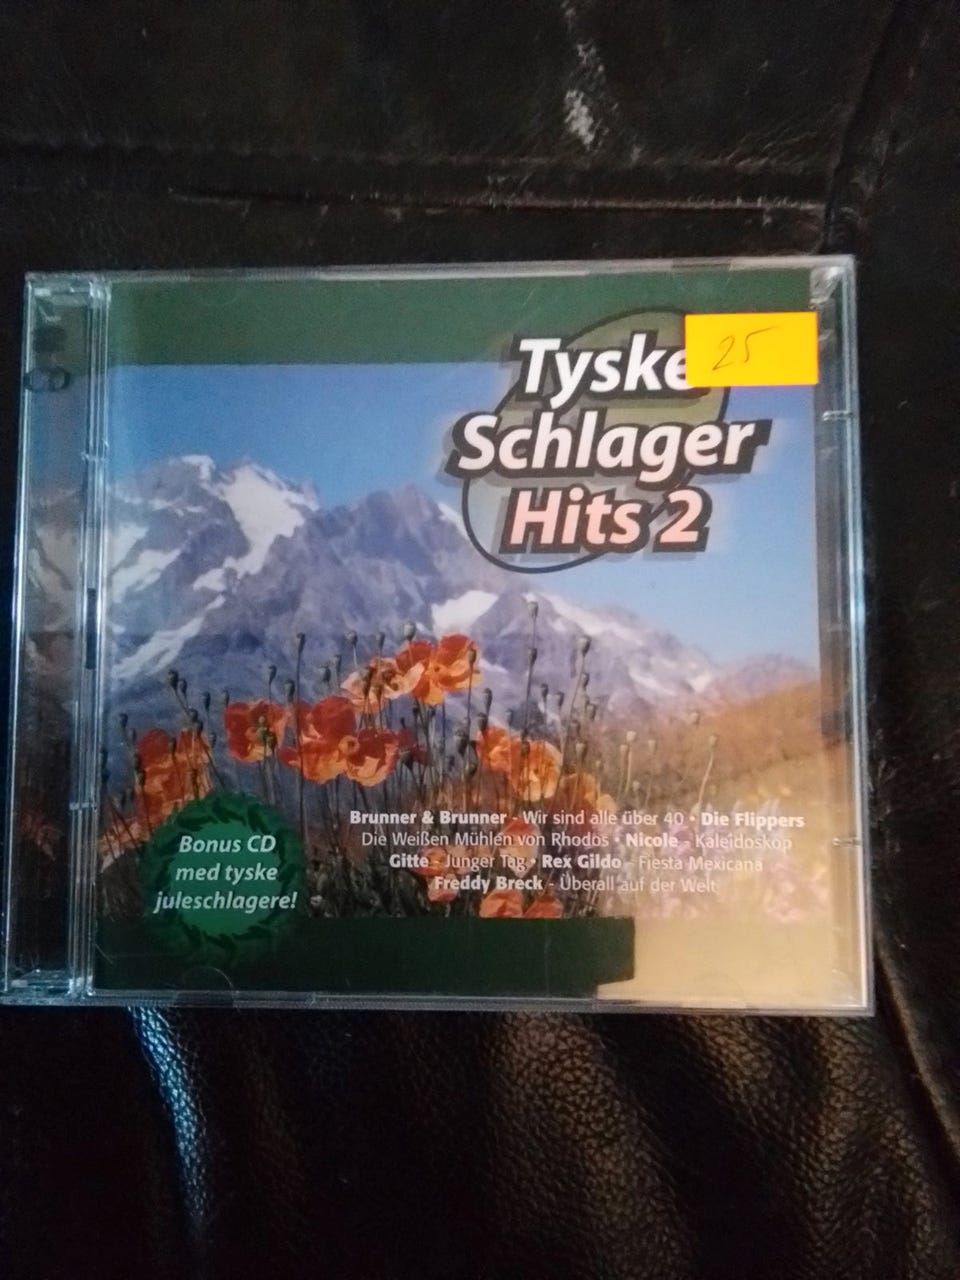 Tyske
25
Schlager
Hits 2
Brunner & Brunner - Wir sind alle über 40 • Die Flippers
Die Weißen Mühlen von Rhodos • Nicole - Kaleidoskop
Gitte - Junger Tag • Rex Gildo - Fiesta Mexicana
Freddy Breck - Überall auf der Welt
Bonus CD
med tyske
juleschlagere!